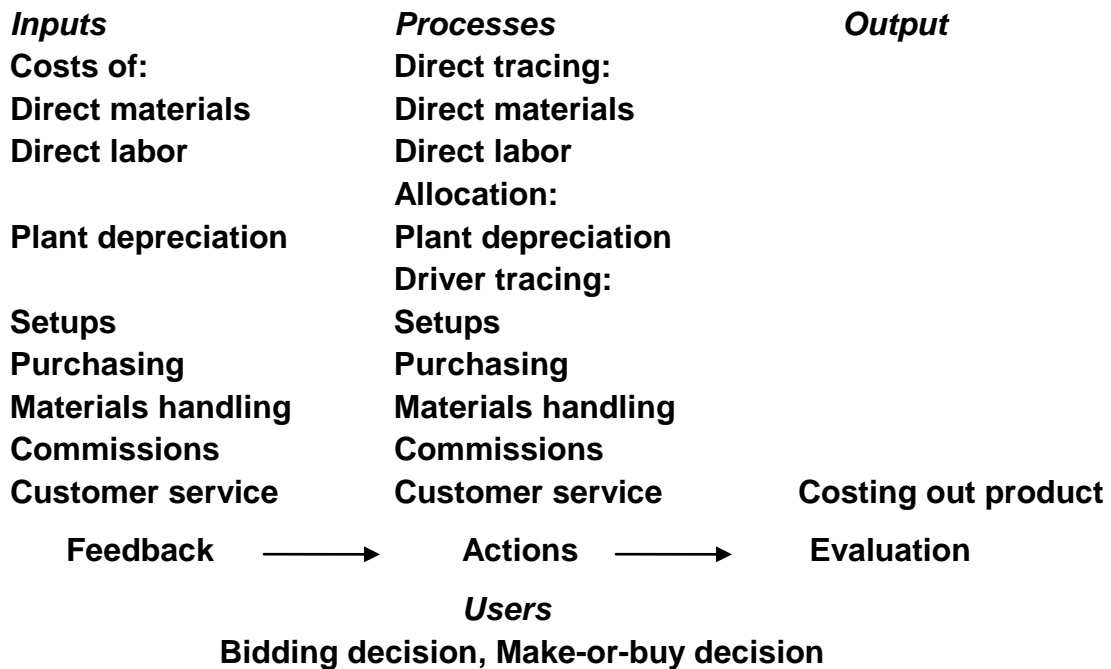 Inputs Processes Output
Costs of: Direct tracing:
Direct materials Direct materials
Direct labor Direct labor
Allocation:
Plant depreciation Plant depreciation
Driver tracing:
Setups Setups
Purchasing Purchasing
Materials handling Materials handling
Commissions Commissions
Customer service Customer service Costing out product
Feedback Actions Evaluation
Users
Bidding decision, Make-or-buy decision